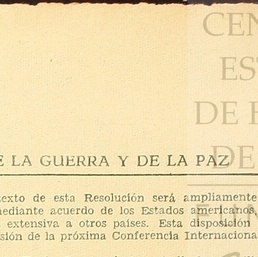 CEN
ES
DE
DE
E LA GUERRA Y DE LA PAZ
texto de esta Resolución será ampliamente
mediante acuerdo de los Estados americanos,
extensiva a otros países. Esta disposición
sión de la próxima Conferencia Internaciona